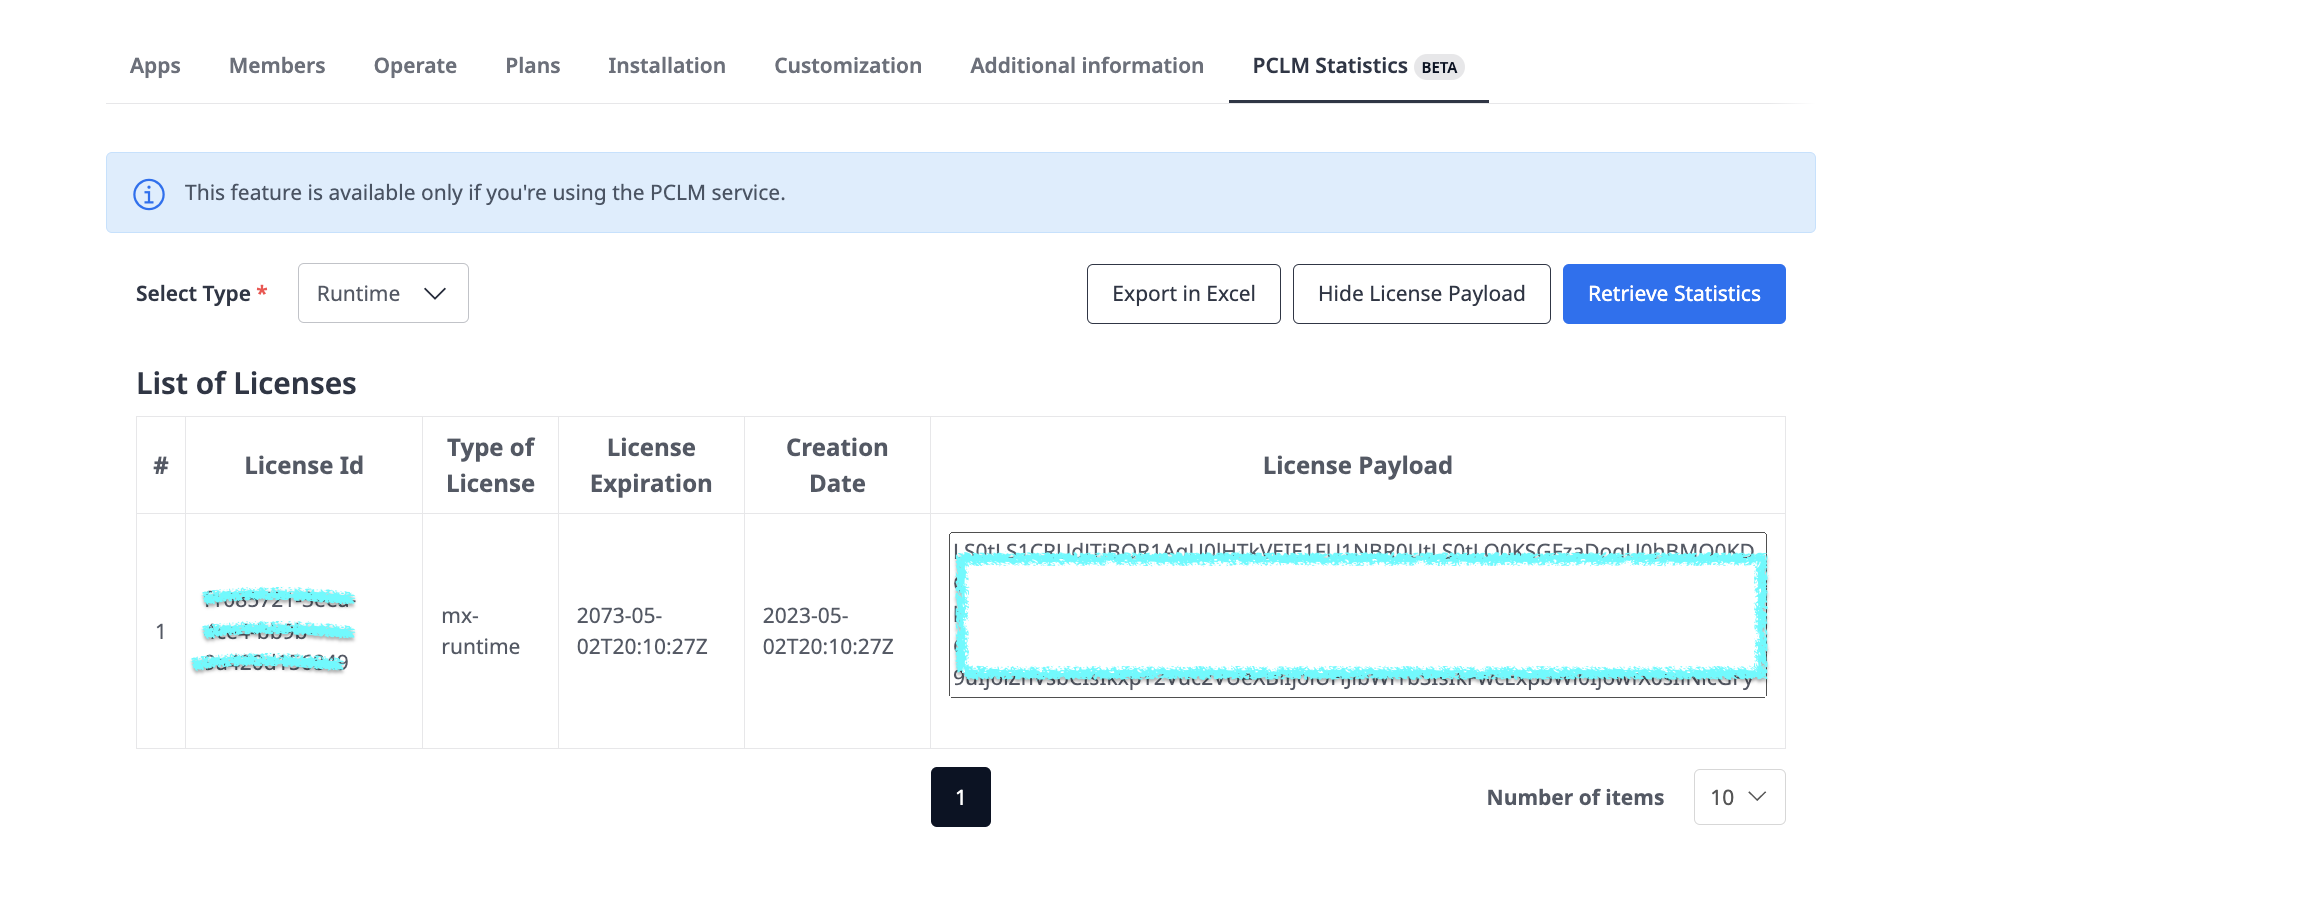 Apps Members Operate Plans Installation Customization Additional information PCLM Statistics BETA
This feature is available only if you're using the PCLM service.
Select Type * Runtime Export in Excel Hide License Payload Retrieve Statistics
List of Licenses
# License Id Type of License License Expiration Creation Date License Payload
1 mx-runtime 2073-05-02T20:10:27Z 2023-05-02T20:10:27Z
1 Number of items 10